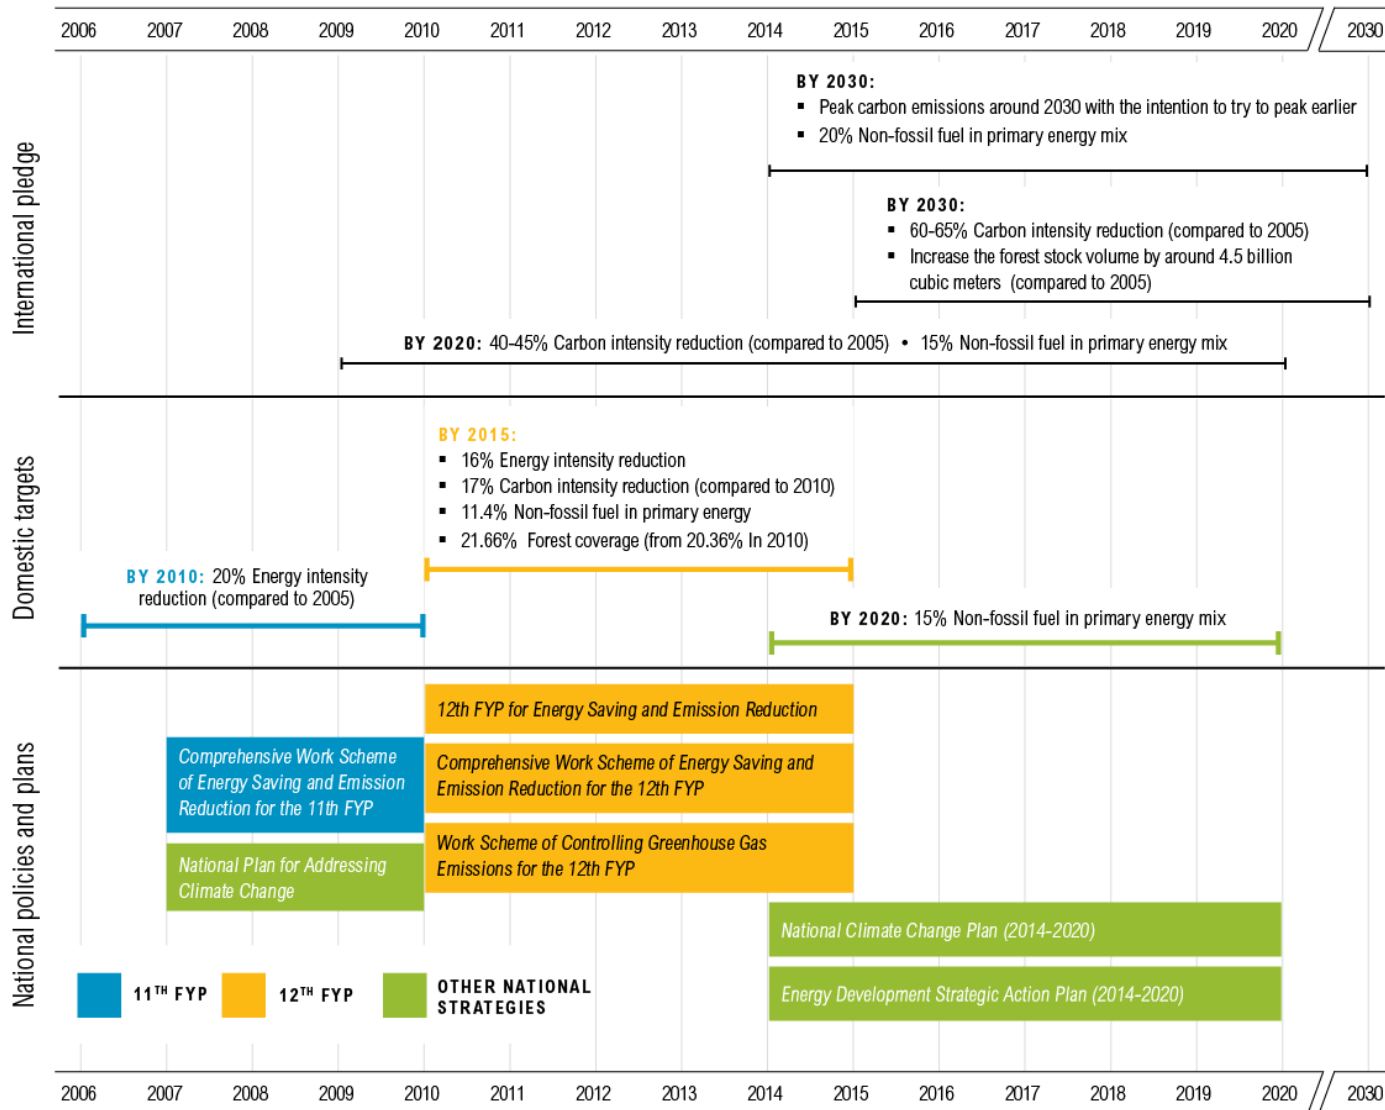 2006 2007 2008 2009 2010 2011 2012 2013 2014 2015 2016 2017 2018 2019 2020 2030
International pledge
BY 2030:
▪ Peak carbon emissions around 2030 with the intention to try to peak earlier
▪ 20% Non-fossil fuel in primary energy mix
BY 2030:
▪ 60-65% Carbon intensity reduction (compared to 2005)
▪ Increase the forest stock volume by around 4.5 billion
cubic meters (compared to 2005)
BY 2020: 40-45% Carbon intensity reduction (compared to 2005) • 15% Non-fossil fuel in primary energy mix
Domestic targets
BY 2015:
▪ 16% Energy intensity reduction
▪ 17% Carbon intensity reduction (compared to 2010)
▪ 11.4% Non-fossil fuel in primary energy
▪ 21.66% Forest coverage (from 20.36% In 2010)
BY 2010: 20% Energy intensity
reduction (compared to 2005)
BY 2020: 15% Non-fossil fuel in primary energy mix
National policies and plans
12th FYP for Energy Saving and Emission Reduction
Comprehensive Work Scheme
of Energy Saving and Emission
Reduction for the 11th FYP
Comprehensive Work Scheme of Energy Saving and
Emission Reduction for the 12th FYP
Work Scheme of Controlling Greenhouse Gas
Emissions for the 12th FYP
National Plan for Addressing
Climate Change
National Climate Change Plan (2014-2020)
Energy Development Strategic Action Plan (2014-2020)
11TH FYP
12TH FYP
OTHER NATIONAL
STRATEGIES
2006 2007 2008 2009 2010 2011 2012 2013 2014 2015 2016 2017 2018 2019 2020 2030